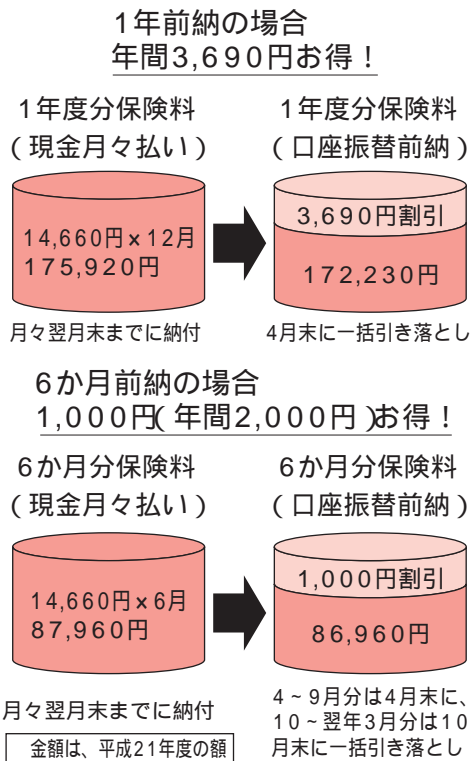 1年前納の場合
年間3,690円お得！
1年度分保険料
（現金月々払い）
14,660円×12月
175,920円
月々翌月末までに納付
1年度分保険料
（口座振替前納）
3,690円割引
172,230円
4月末に一括引き落とし
6か月前納の場合
1,000円（年間2,000円）お得！
6か月分保険料
（現金月々払い）
14,660円×6月
87,960円
月々翌月末までに納付
金額は、平成21年度の額
6か月分保険料
（口座振替前納）
1,000円割引
86,960円
4～9月分は4月末に、
10～翌年3月分は10
月末に一括引き落とし